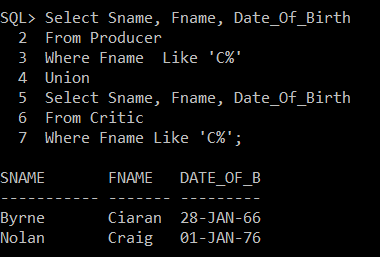 SQL> Select Sname, Fname, Date_Of_Birth
2 From Producer
3 Where Fname  Like 'C%'
4 Union
5 Select Sname, Fname, Date_Of_Birth
6 From Critic
7 Where Fname Like 'C%';
SNAME FNAME DATE_OF_B
----------- ------- ---------
Byrne Ciaran 28-JAN-66
Nolan Craig 01-JAN-76